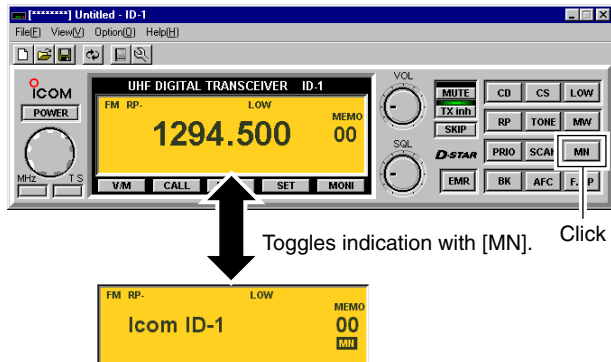 [********] Untitled - ID-1
File(F) View(V) Option(O) Help(H)
ICOM
UHF DIGITAL TRANSCEIVER ID-1
POWER
FM RP- LOW
MEMO
1294.500 00
MHz TS
V/M CALL SET MONI
VOL
SQL
MUTE
TX inh
SKIP
D-STAR
EMR
CD CS LOW
RP TONE MW
PRIO SCAN MN
BK AFC
Click
Toggles indication with [MN].
FM RP- LOW
MEMO
Icom ID-1 00
MN